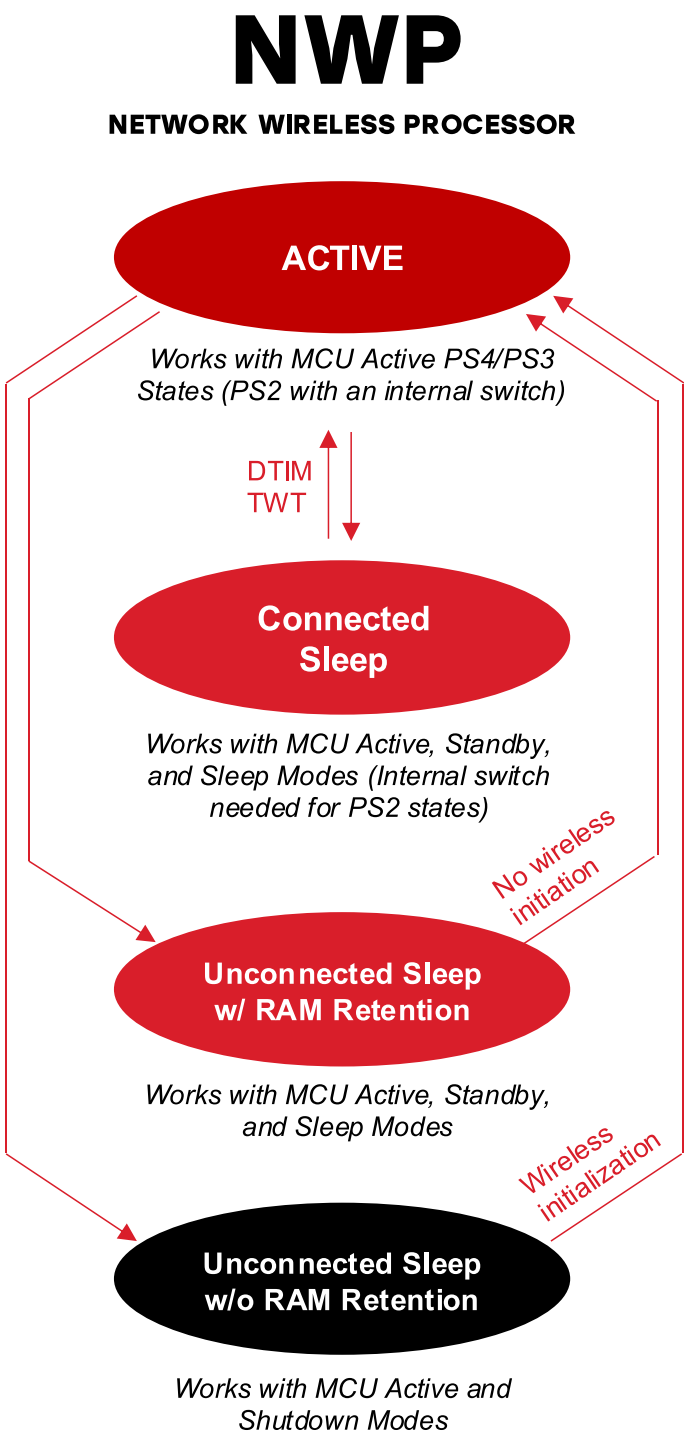 NWP
NETWORK WIRELESS PROCESSOR
ACTIVE
Works with MCU Active PS4/PS3
States (PS2 with an internal switch)
DTIM
TWT
Connected
Sleep
Works with MCU Active, Standby,
and Sleep Modes (Internal switch
needed for PS2 states)
No wireless
initiation
Unconnected Sleep
w/ RAM Retention
Works with MCU Active, Standby,
and Sleep Modes
Wireless
initialization
Unconnected Sleep
w/o RAM Retention
Works with MCU Active and
Shutdown Modes